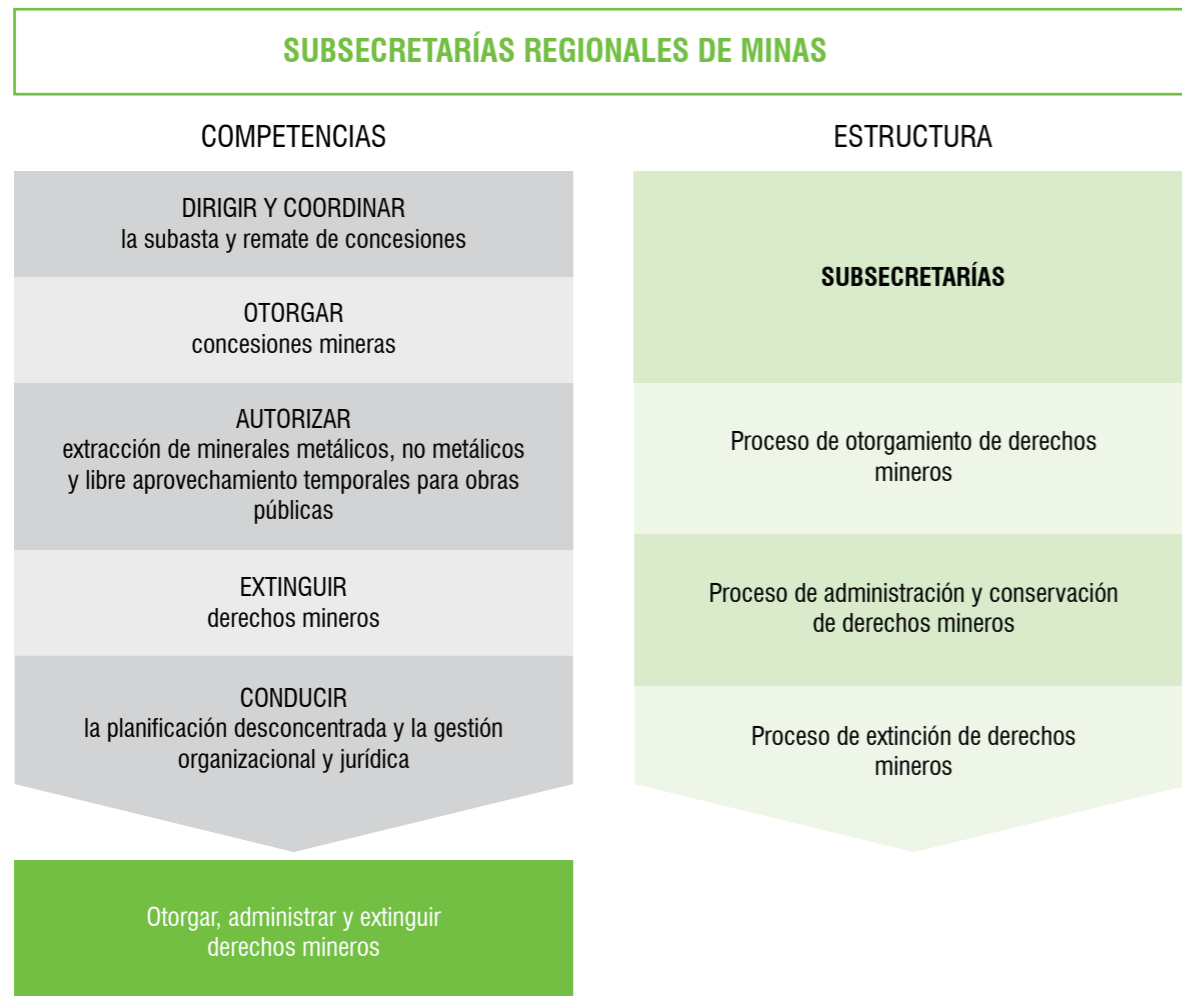 SUBSECRETARÍAS REGIONALES DE MINAS
COMPETENCIAS
DIRIGIR Y COORDINAR
la subasta y remate de concesiones
OTORGAR
concesiones mineras
AUTORIZAR
extracción de minerales metálicos, no metálicos
y libre aprovechamiento temporales para obras
públicas
EXTINGUIR
derechos mineros
CONDUCIR
la planificación desconcentrada y la gestión
organizacional y jurídica
Otorgar, administrar y extinguir
derechos mineros
ESTRUCTURA
SUBSECRETARÍAS
Proceso de otorgamiento de derechos
mineros
Proceso de administración y conservación
de derechos mineros
Proceso de extinción de derechos
mineros